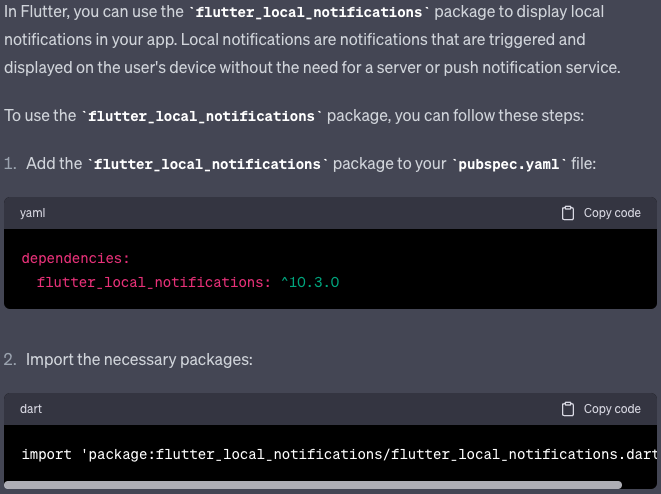 In Flutter, you can use the `flutter_local_notifications` package to display local
notifications in your app. Local notifications are notifications that are triggered and
displayed on the user's device without the need for a server or push notification service.
To use the `flutter_local_notifications` package, you can follow these steps:
1. Add the `flutter_local_notifications` package to your `pubspec.yaml` file:
yaml Copy code
dependencies:
  flutter_local_notifications: ^10.3.0
2. Import the necessary packages:
dart Copy code
import 'package:flutter_local_notifications/flutter_local_notifications.dart